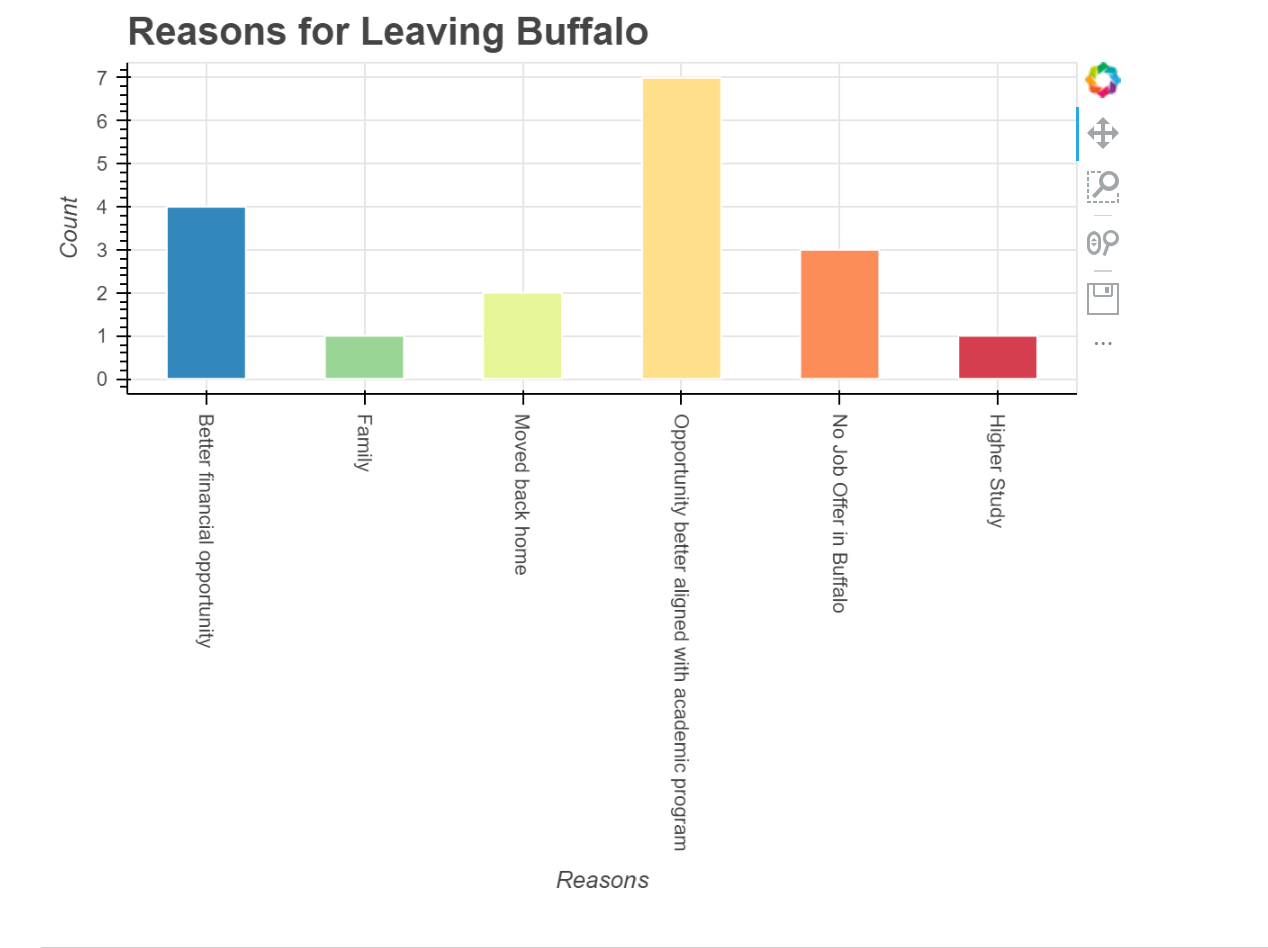 Reasons for Leaving Buffalo
7
6
5
4
3
2
1
0
Count
Better financial opportunity
Family
Moved back home
Opportunity better aligned with academic program
No Job Offer in Buffalo
Higher Study
Reasons